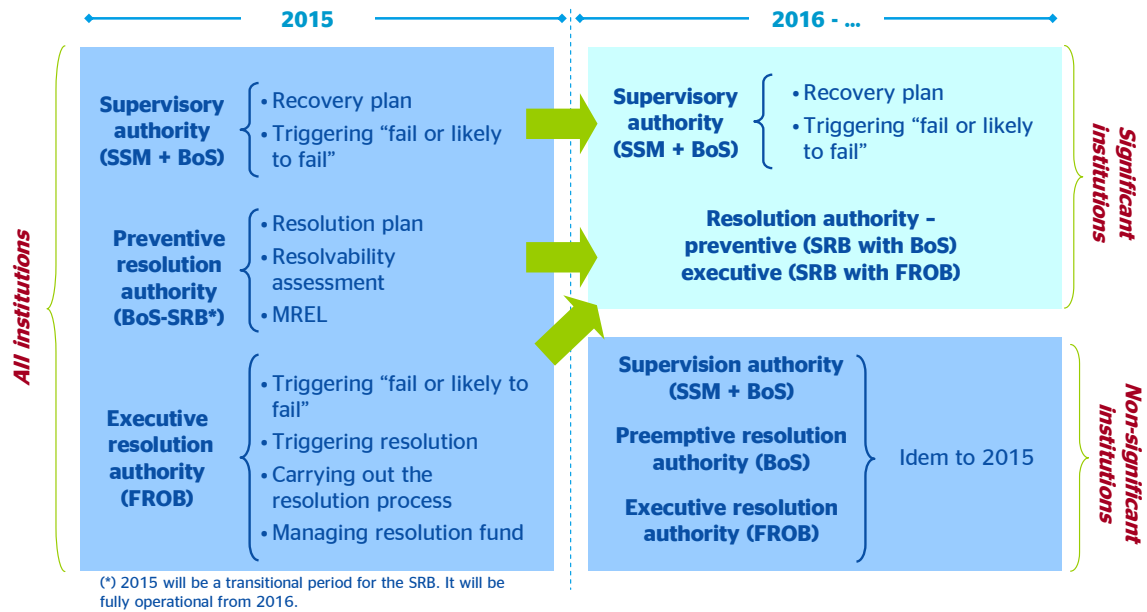 2015
2016 - ...
All institutions
Supervisory
authority
(SSM + BoS)
• Recovery plan
• Triggering “fail or likely
to fail”
Preventive
resolution
authority
(BoS-SRB*)
• Resolution plan
• Resolvability
assessment
• MREL
Executive
resolution
authority
(FROB)
• Triggering “fail or likely to
fail”
• Triggering resolution
• Carrying out the
resolution process
• Managing resolution fund
(*) 2015 will be a transitional period for the SRB. It will be
fully operational from 2016.
Supervisory
authority
(SSM + BoS)
• Recovery plan
• Triggering “fail or likely
to fail”
Resolution authority –
preventive (SRB with BoS)
executive (SRB with FROB)
Significant
institutions
Supervision authority
(SSM + BoS)
Preemptive resolution
authority (BoS)
Executive resolution
authority (FROB)
Idem to 2015
Non-significant
institutions